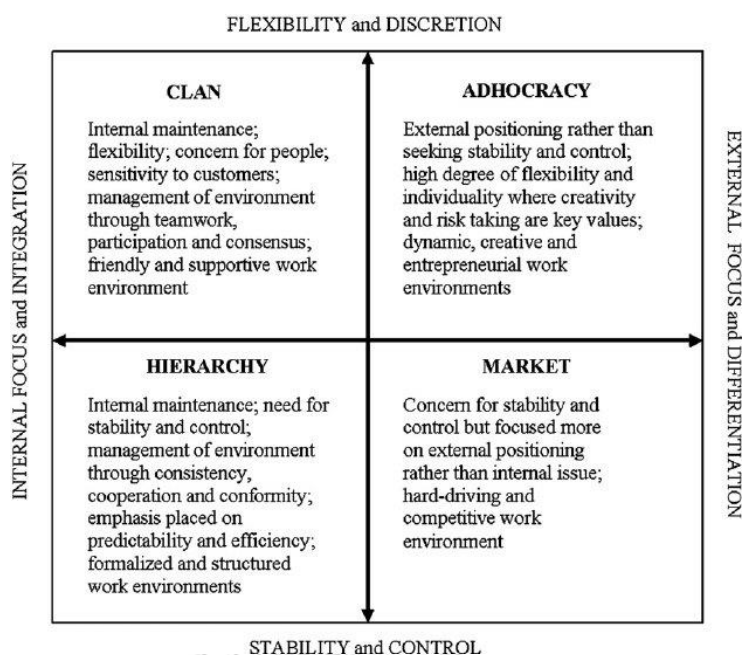 FLEXIBILITY and DISCRETION
CLAN
Internal maintenance;
flexibility; concern for people;
sensitivity to customers;
management of environment
through teamwork,
participation and consensus;
friendly and supportive work
environment
ADHOCRACY
External positioning rather than
seeking stability and control;
high degree of flexibility and
individuality where creativity
and risk taking are key values;
dynamic, creative and
entrepreneurial work
environments
INTERNAL FOCUS and INTEGRATION
EXTERNAL FOCUS and DIFFERENTIATION
HIERARCHY
Internal maintenance; need for
stability and control;
management of environment
through consistency,
cooperation and conformity;
emphasis placed on
predictability and efficiency;
formalized and structured
work environments
MARKET
Concern for stability and
control but focused more
on external positioning
rather than internal issue;
hard-driving and
competitive work
environment
STABILITY and CONTROL